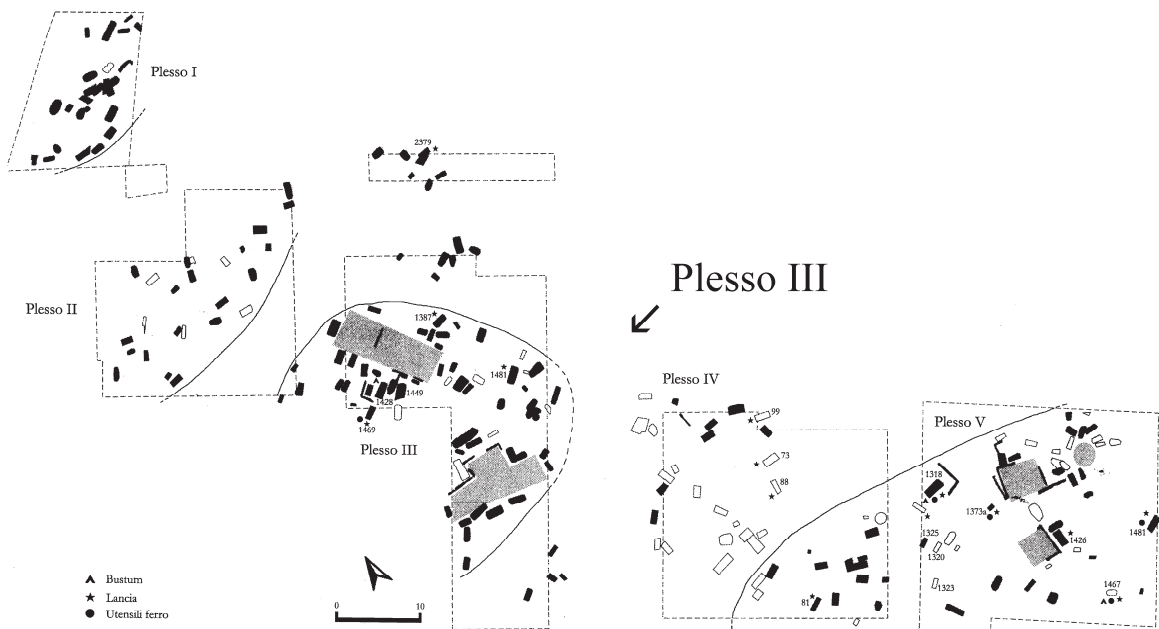 Plesso I
2379
Plesso II
Plesso III
1387
1481
1449
1428
1469
Plesso III
Plesso IV
99
73
88
81
Plesso V
1318
1373a
1325
1320
1426
1481
1323
1467
Bustum
Lancia
Utensili ferro
0 10